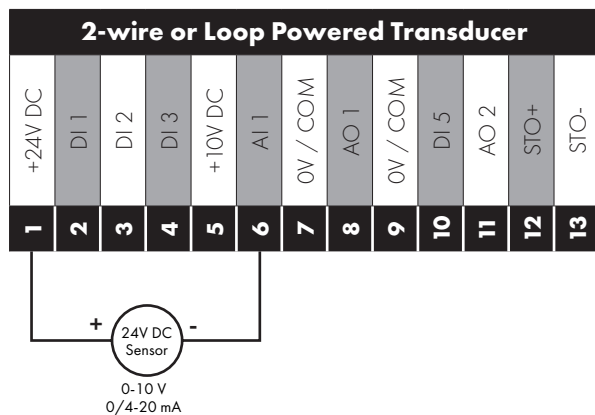 2-wire or Loop Powered Transducer
+24V DC
DI 1
DI 2
DI 3
+10V DC
AI 1
0V / COM
AO 1
0V / COM
DI 5
AO 2
STO+
STO-
1 2 3 4 5 6 7 8 9 10 11 12 13
+ -
24V DC
Sensor
0-10 V
0/4-20 mA